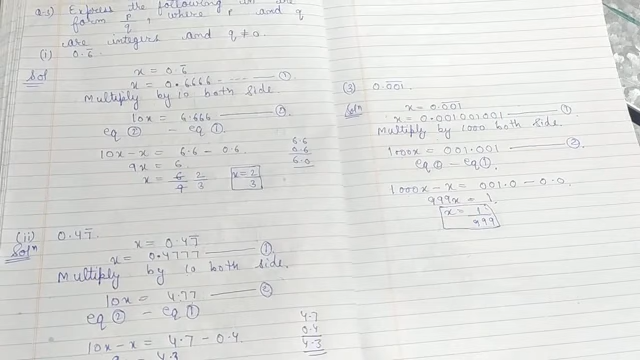 Q-3) Express the following in the
form p/q, where p and q
are integers and q ≠ 0.
(i) 0.6̅.
Sol
x = 0.6̅
x = 0.6666 - - - - ——— ①
Multiply by 10 both side
10x = 6.666 ——— ②
eq ② - eq ①.
10x - x = 6.6 - 0.6
6.6
0.6
6.0
9x = 6
x = 6/9 2/3 x = 2/3
(ii) 0.47̅.
Solⁿ
x = 0.47̅
x = 0.4777 ——— ①
Multiply by 10 both side.
10x = 4.77 ——— ②
eq ② - eq ①
10x - x = 4.7 - 0.4
4.7
0.4
4.3
4.3
(3) 0.001̅.
Solⁿ
x = 0.001
x = 0.001001001 ——— ①
Multiply by 1000 both side.
1000x = 001.001 ——— ②
eq ② - eq ①.
1000x - x = 001.0 - 0.0.
999x = 1.
x = 1/999